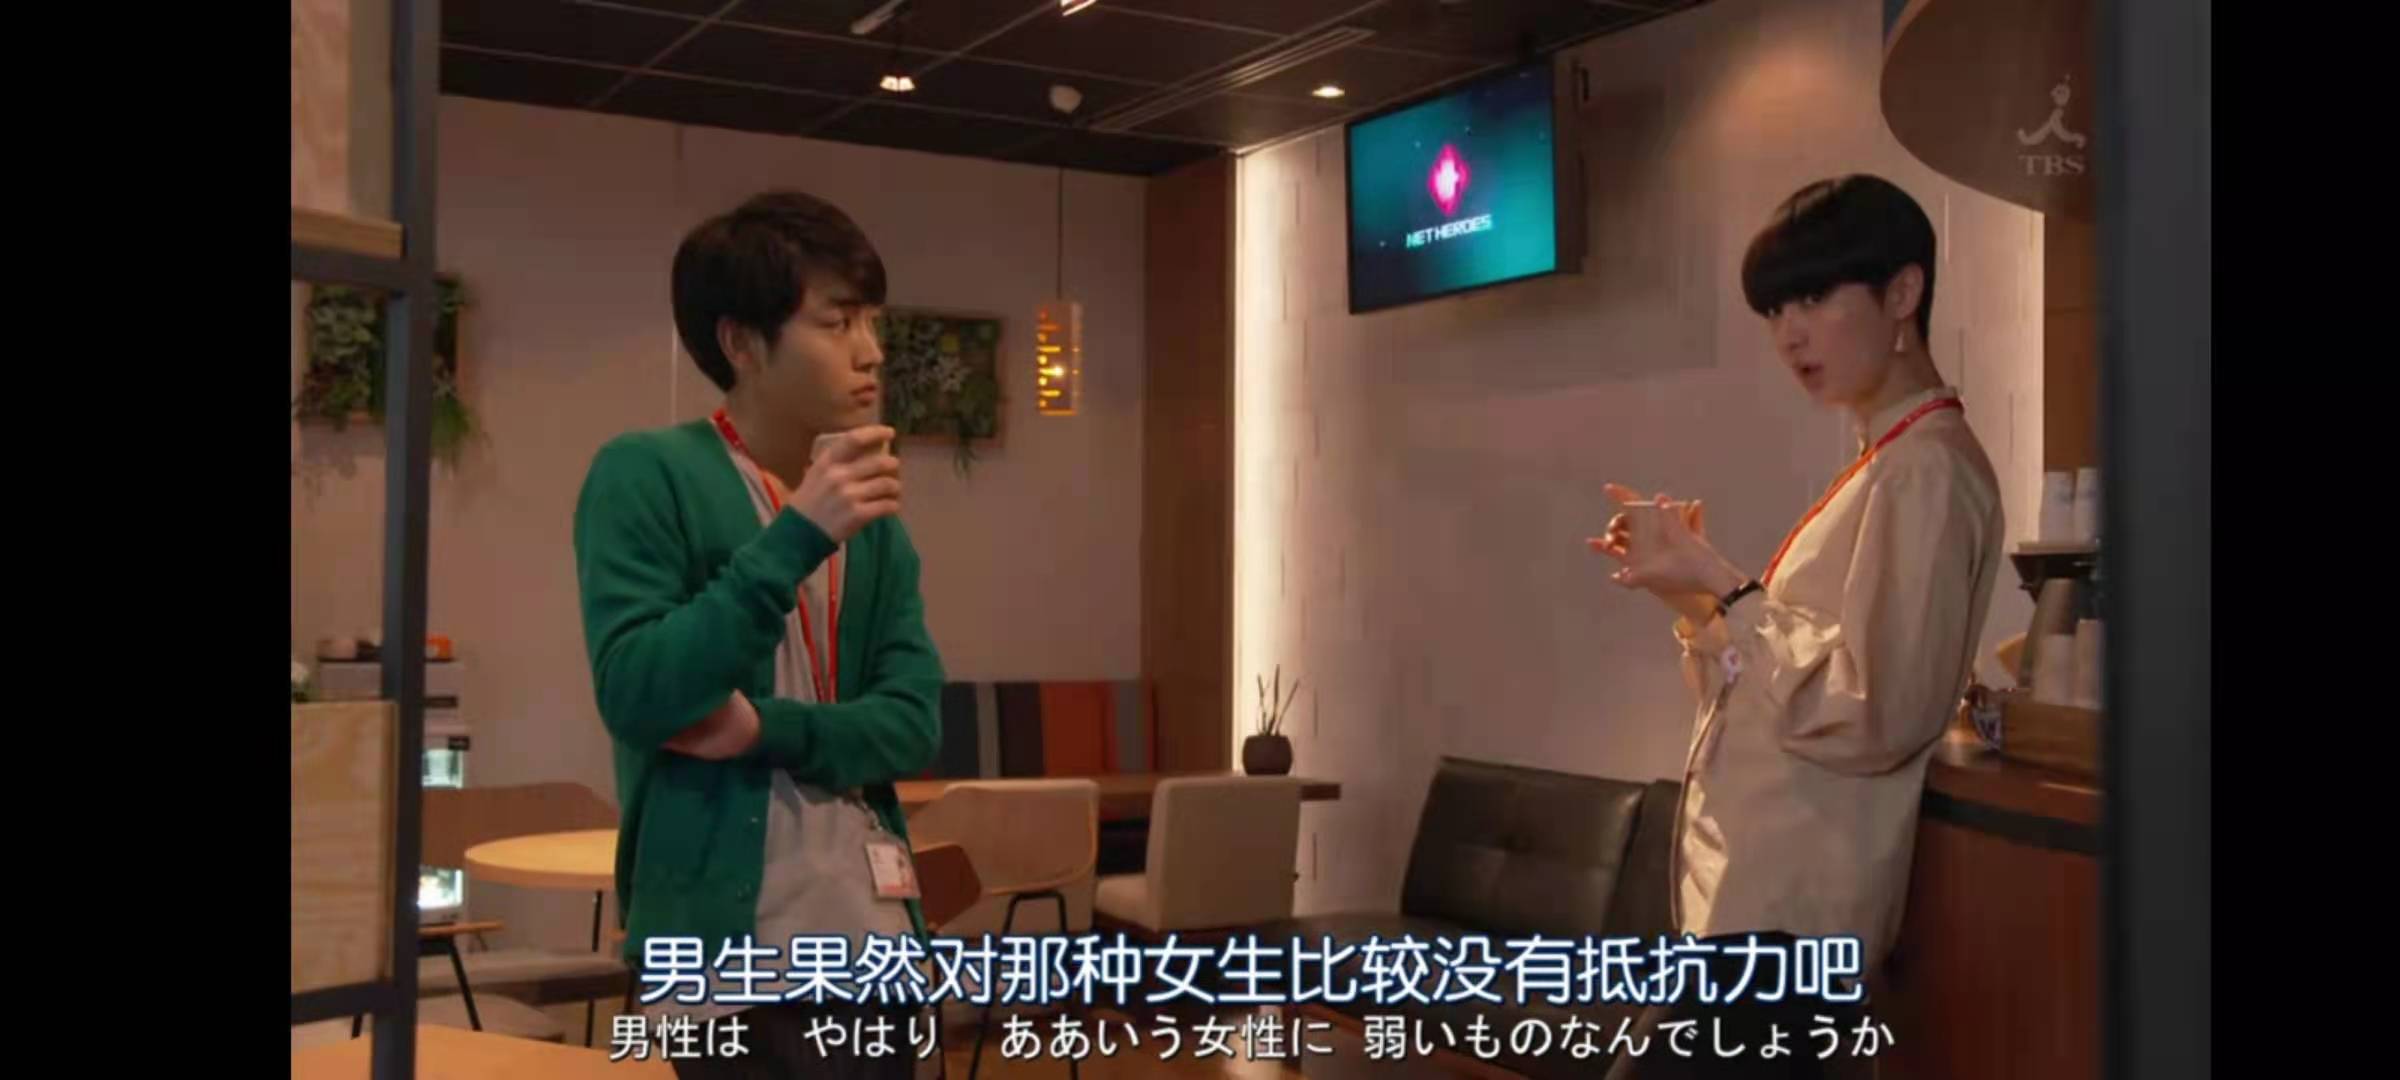 TBS
NET HEROES
男生果然对那种女生比较没有抵抗力吧
男性は やはり ああいう女性に 弱いものなんでしょうか